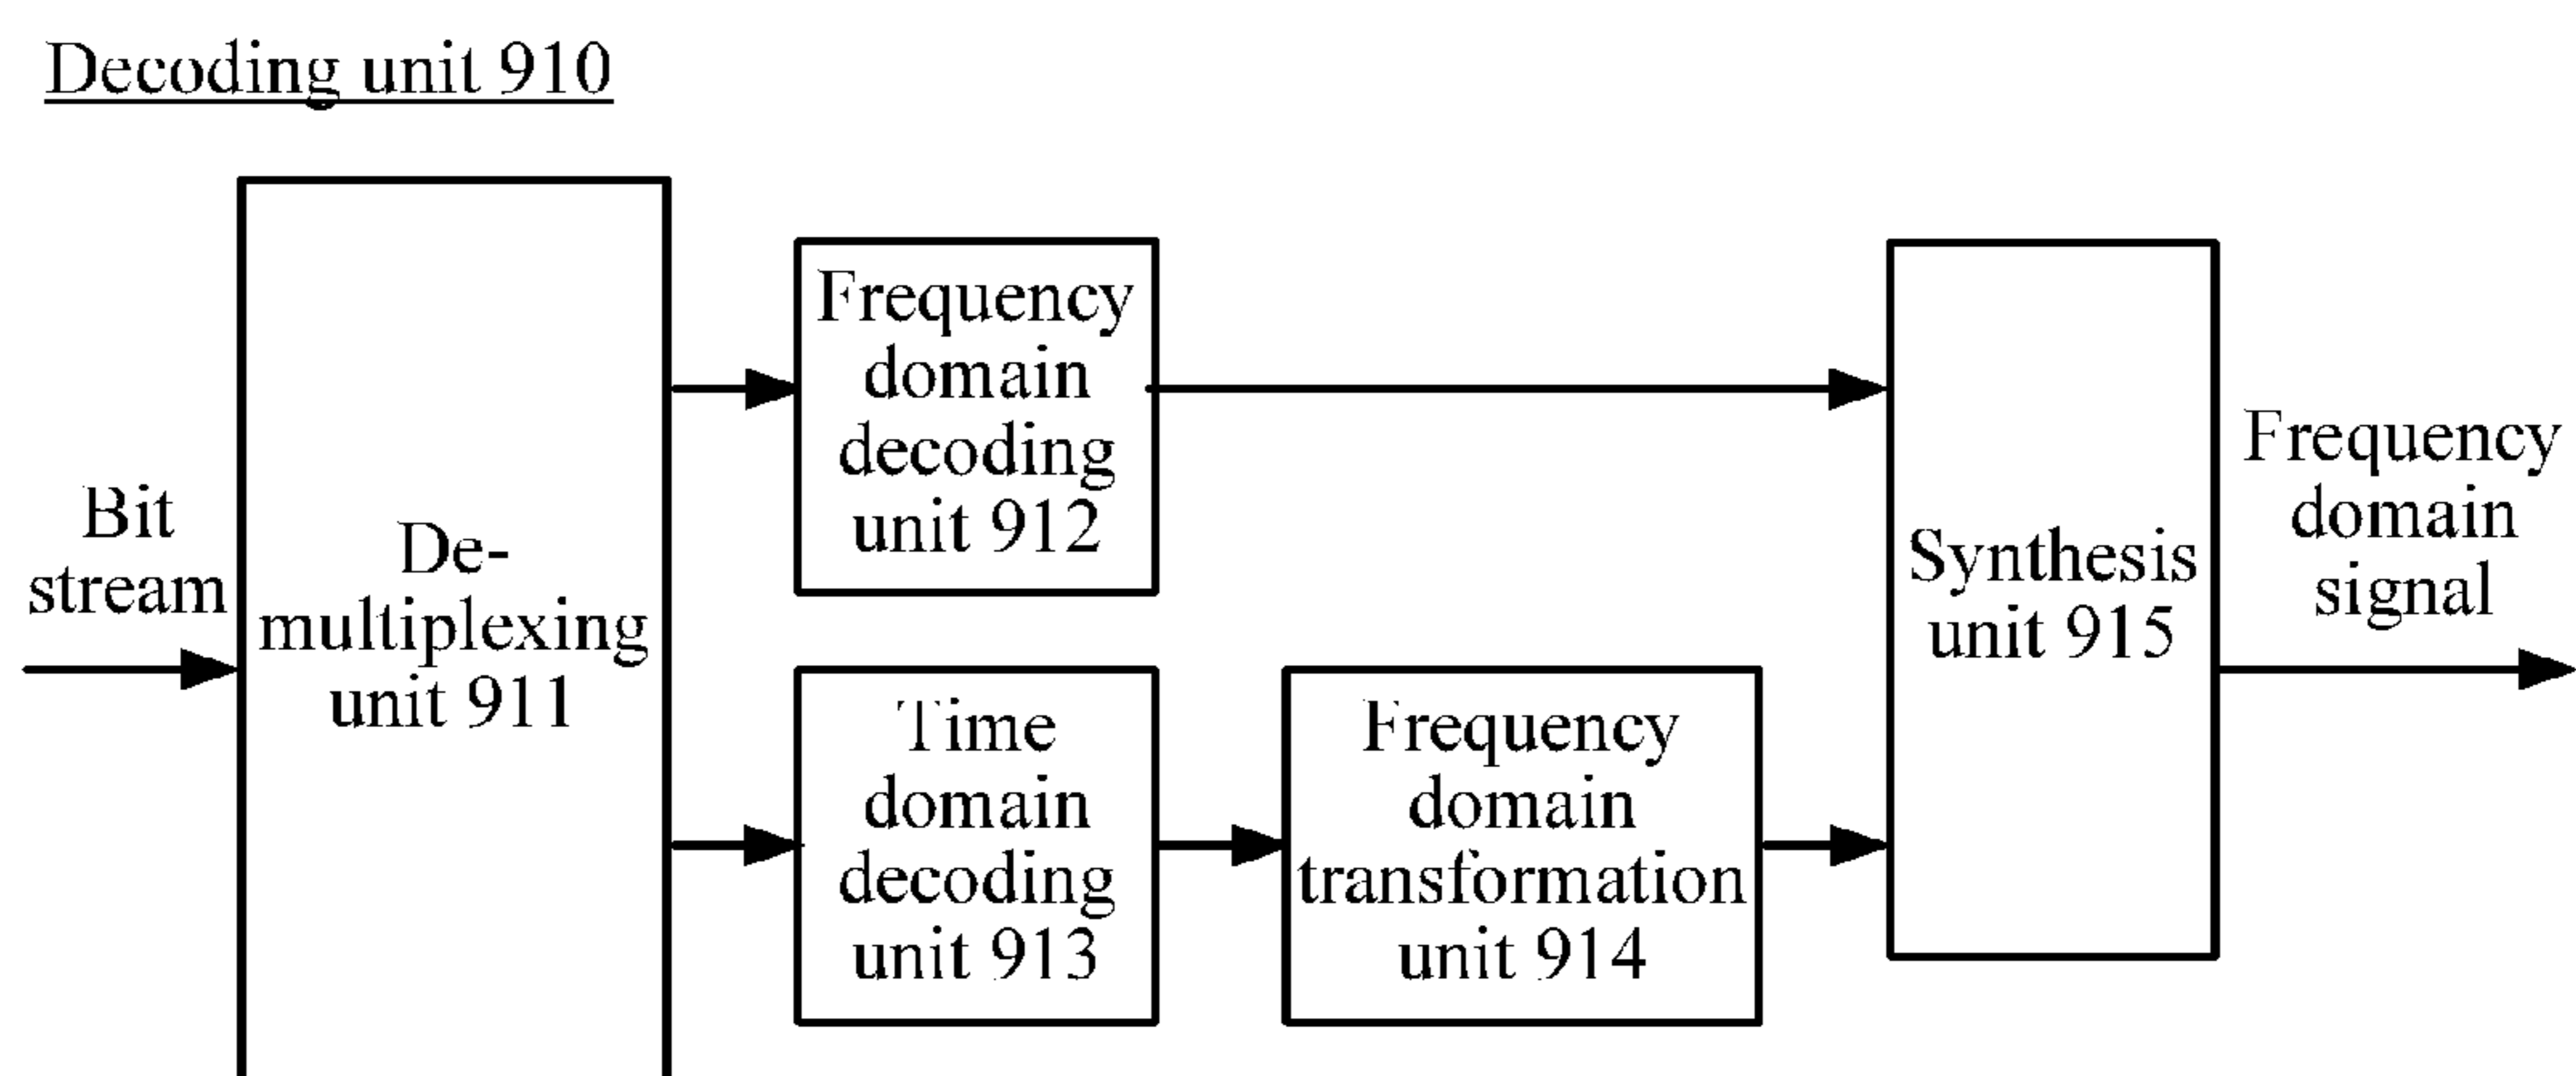 Decoding unit 910
Bit
stream
De-
multiplexing
unit 911
Frequency
domain
decoding
unit 912
Time
domain
decoding
unit 913
Frequency
domain
transformation
unit 914
Synthesis
unit 915
Frequency
domain
signal